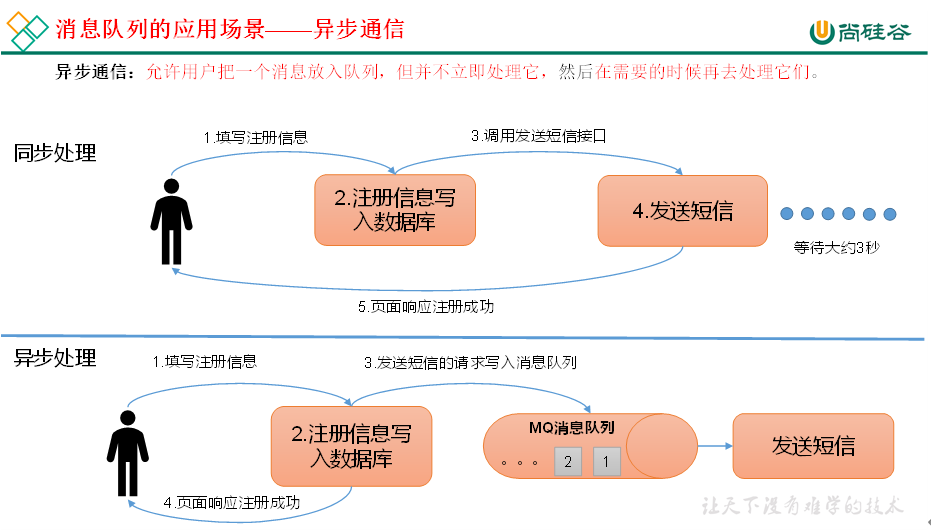 消息队列的应用场景——异步通信
尚硅谷
异步通信：允许用户把一个消息放入队列，但并不立即处理它，然后在需要的时候再去处理它们。
同步处理
1.填写注册信息
3.调用发送短信接口
2.注册信息写
入数据库
4.发送短信
等待大约3秒
5.页面响应注册成功
异步处理
1.填写注册信息
3.发送短信的请求写入消息队列
2.注册信息写
入数据库
MQ消息队列
。。。 2 1
发送短信
4.页面响应注册成功
让天下没有难学的技术